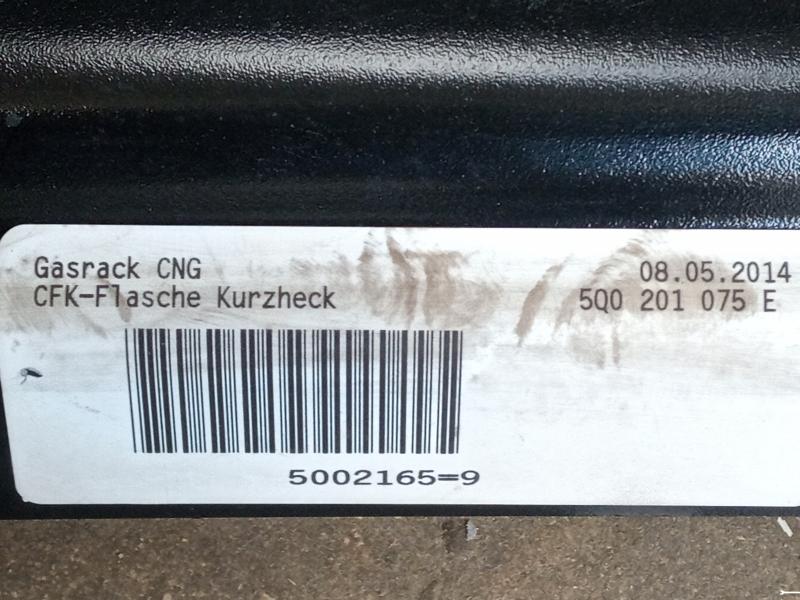 Gasrack CNG 08.05.2014
CFK-Flasche Kurzheck 5Q0 201 075 E
5002165=9